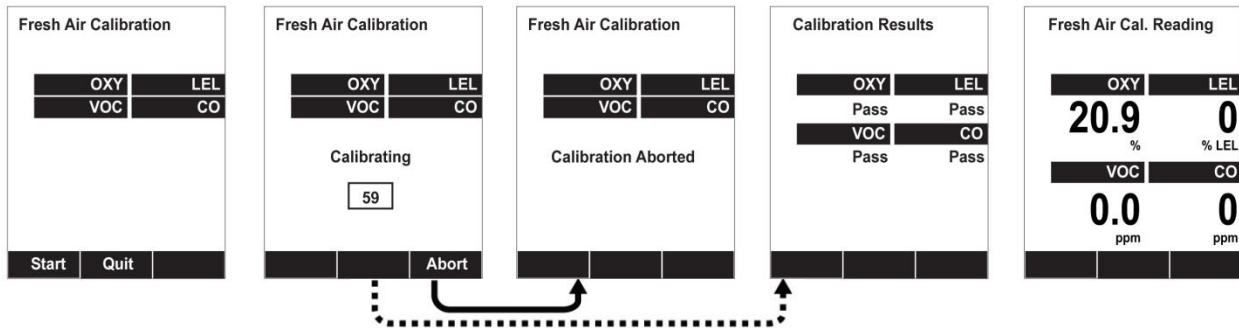 Fresh Air Calibration
OXY LEL
VOC CO
Start Quit
Fresh Air Calibration
OXY LEL
VOC CO
Calibrating
59
Abort
Fresh Air Calibration
OXY LEL
VOC CO
Calibration Aborted
Calibration Results
OXY LEL
Pass Pass
VOC CO
Pass Pass
Fresh Air Cal. Reading
OXY LEL
20.9 0
% % LEL
VOC CO
0.0 0
ppm ppm